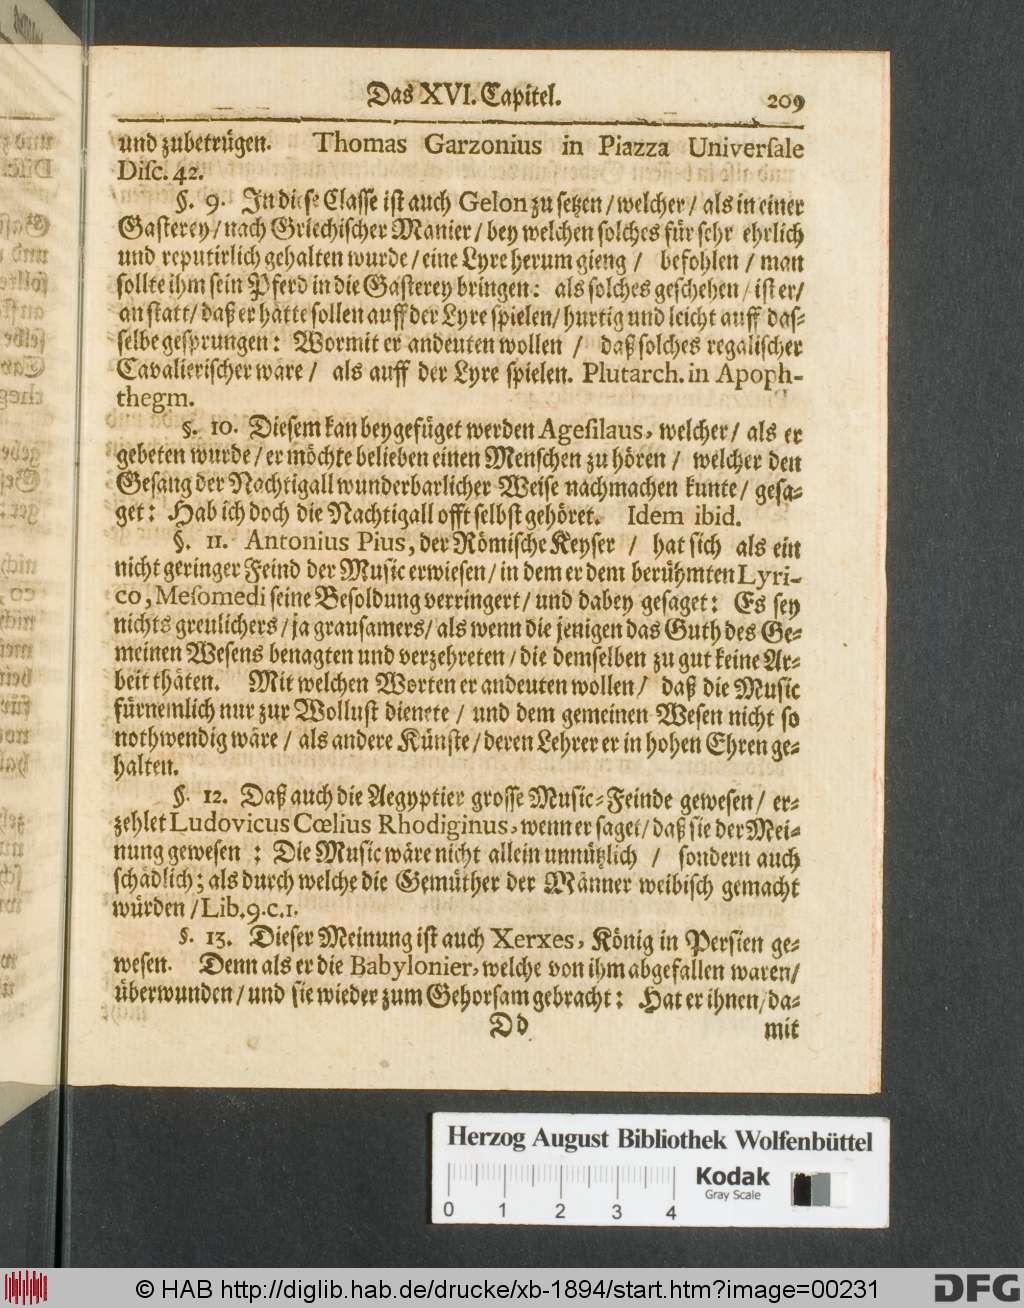 Das XVI. Capitel. 209
und zubetrügen. Thomas Garzonius in Piazza Universale
Disc. 42.
§. 9. In diese Classe ist auch Gelon zu setzen / welcher / als in einer
Gasterey / nach Griechischer Manier / bey welchen solches für sehr ehrlich
und reputirlich gehalten wurde / eine Lyre herum gieng / befohlen / man
sollte ihm sein Pferd in die Gasterey bringen: als solches geschehen / ist er /
an statt / daß er hätte sollen auff der Lyre spielen / hurtig und leicht auff das-
selbe gesprungen: Wormit er andeuten wollen / daß solches regalischer
Cavalierischer wäre / als auff der Lyre spielen. Plutarch. in Apoph-
thegm.
§. 10. Diesem kan beygefüget werden Agesilaus, welcher / als er
gebeten wurde / er möchte belieben einen Menschen zu hören / welcher den
Gesang der Nachtigall wunderbarlicher Weise nachmachen kunte / gesa-
get: Hab ich doch die Nachtigall offt selbst gehöret. Idem ibid.
§. 11. Antonius Pius, der Römische Keyser / hat sich als ein
nicht geringer Feind der Music erwiesen / in dem er dem berühmten Lyri-
co, Mesomedi seine Besoldung verringert / und dabey gesaget: Es sey
nichts greulichers / ja grausamers / als wenn die jenigen das Guth des Ge-
meinen Wesens benagten und verzehreten / die demselben zu gut keine Ar-
beit thäten. Mit welchen Worten er andeuten wollen / daß die Music
fürnemlich nur zur Wollust dienete / und dem gemeinen Wesen nicht so
nothwendig wäre / als andere Künste / deren Lehrer er in hohen Ehren ge-
halten.
§. 12. Daß auch die Aegyptier grosse Music-Feinde gewesen / er-
zehlet Ludovicus Cœlius Rhodiginus, wenn er saget / daß sie der Mei-
nung gewesen : Die Music wäre nicht allein unnützlich / sondern auch
schädlich; als durch welche die Gemüther der Männer weibisch gemacht
würden / Lib. 9. c. 1.
§. 13. Dieser Meinung ist auch Xerxes, König in Persien ge-
wesen. Denn als er die Babylonier, welche von ihm abgefallen waren /
überwunden / und sie wieder zum Gehorsam gebracht: Hat er ihnen / da-
Dd mit
Herzog August Bibliothek Wolfenbüttel
Kodak
Gray Scale
0 1 2 3 4
© HAB http://diglib.hab.de/drucke/xb-1894/start.htm?image=00231
DFG